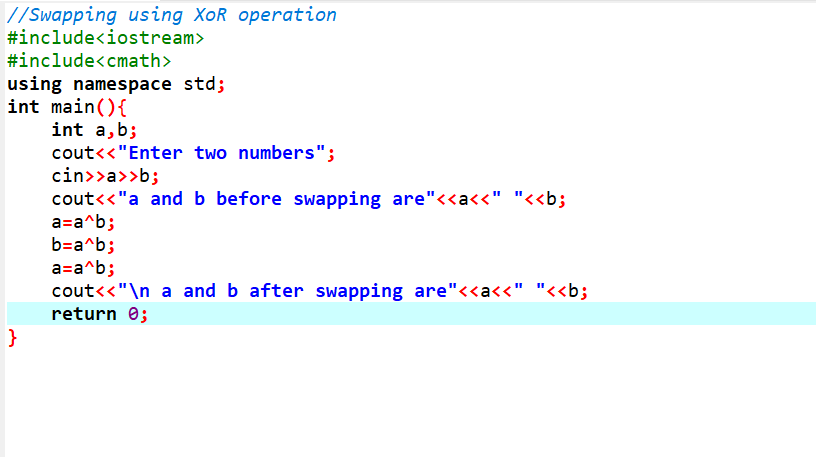 //Swapping using XoR operation
#include<iostream>
#include<cmath>
using namespace std;
int main(){
    int a,b;
    cout<<"Enter two numbers";
    cin>>a>>b;
    cout<<"a and b before swapping are"<<a<<" "<<b;
    a=a^b;
    b=a^b;
    a=a^b;
    cout<<"\n a and b after swapping are"<<a<<" "<<b;
    return 0;
}